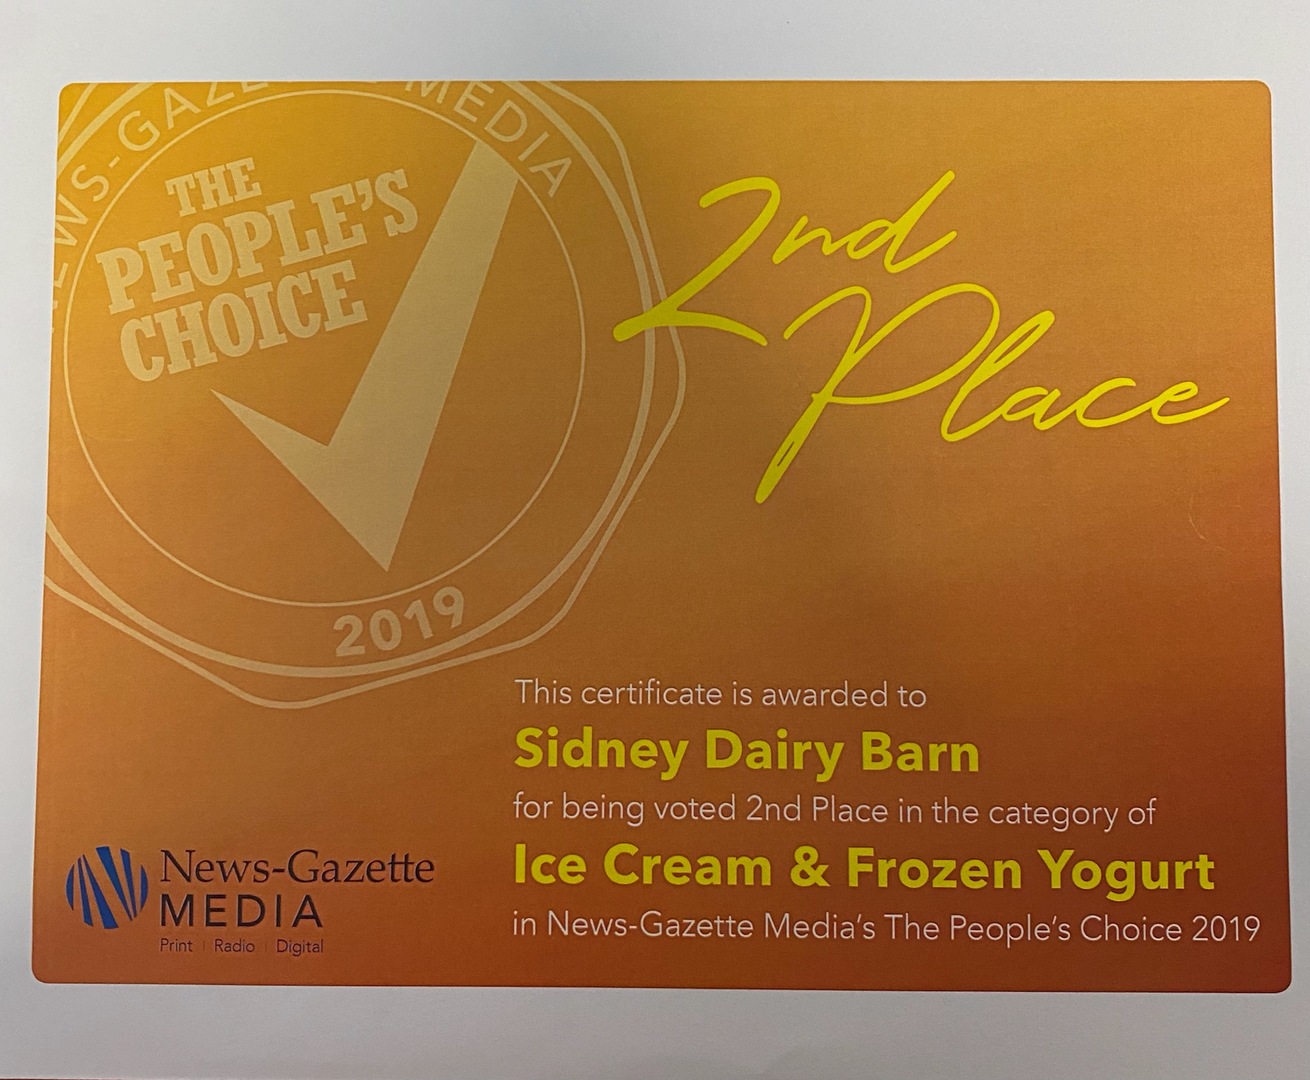 NEWS-GAZETTE MEDIA
THE
PEOPLE'S
CHOICE
2019
2nd
Place
This certificate is awarded to
Sidney Dairy Barn
for being voted 2nd Place in the category of
Ice Cream & Frozen Yogurt
in News-Gazette Media's The People's Choice 2019
News-Gazette
MEDIA
Print | Radio | Digital